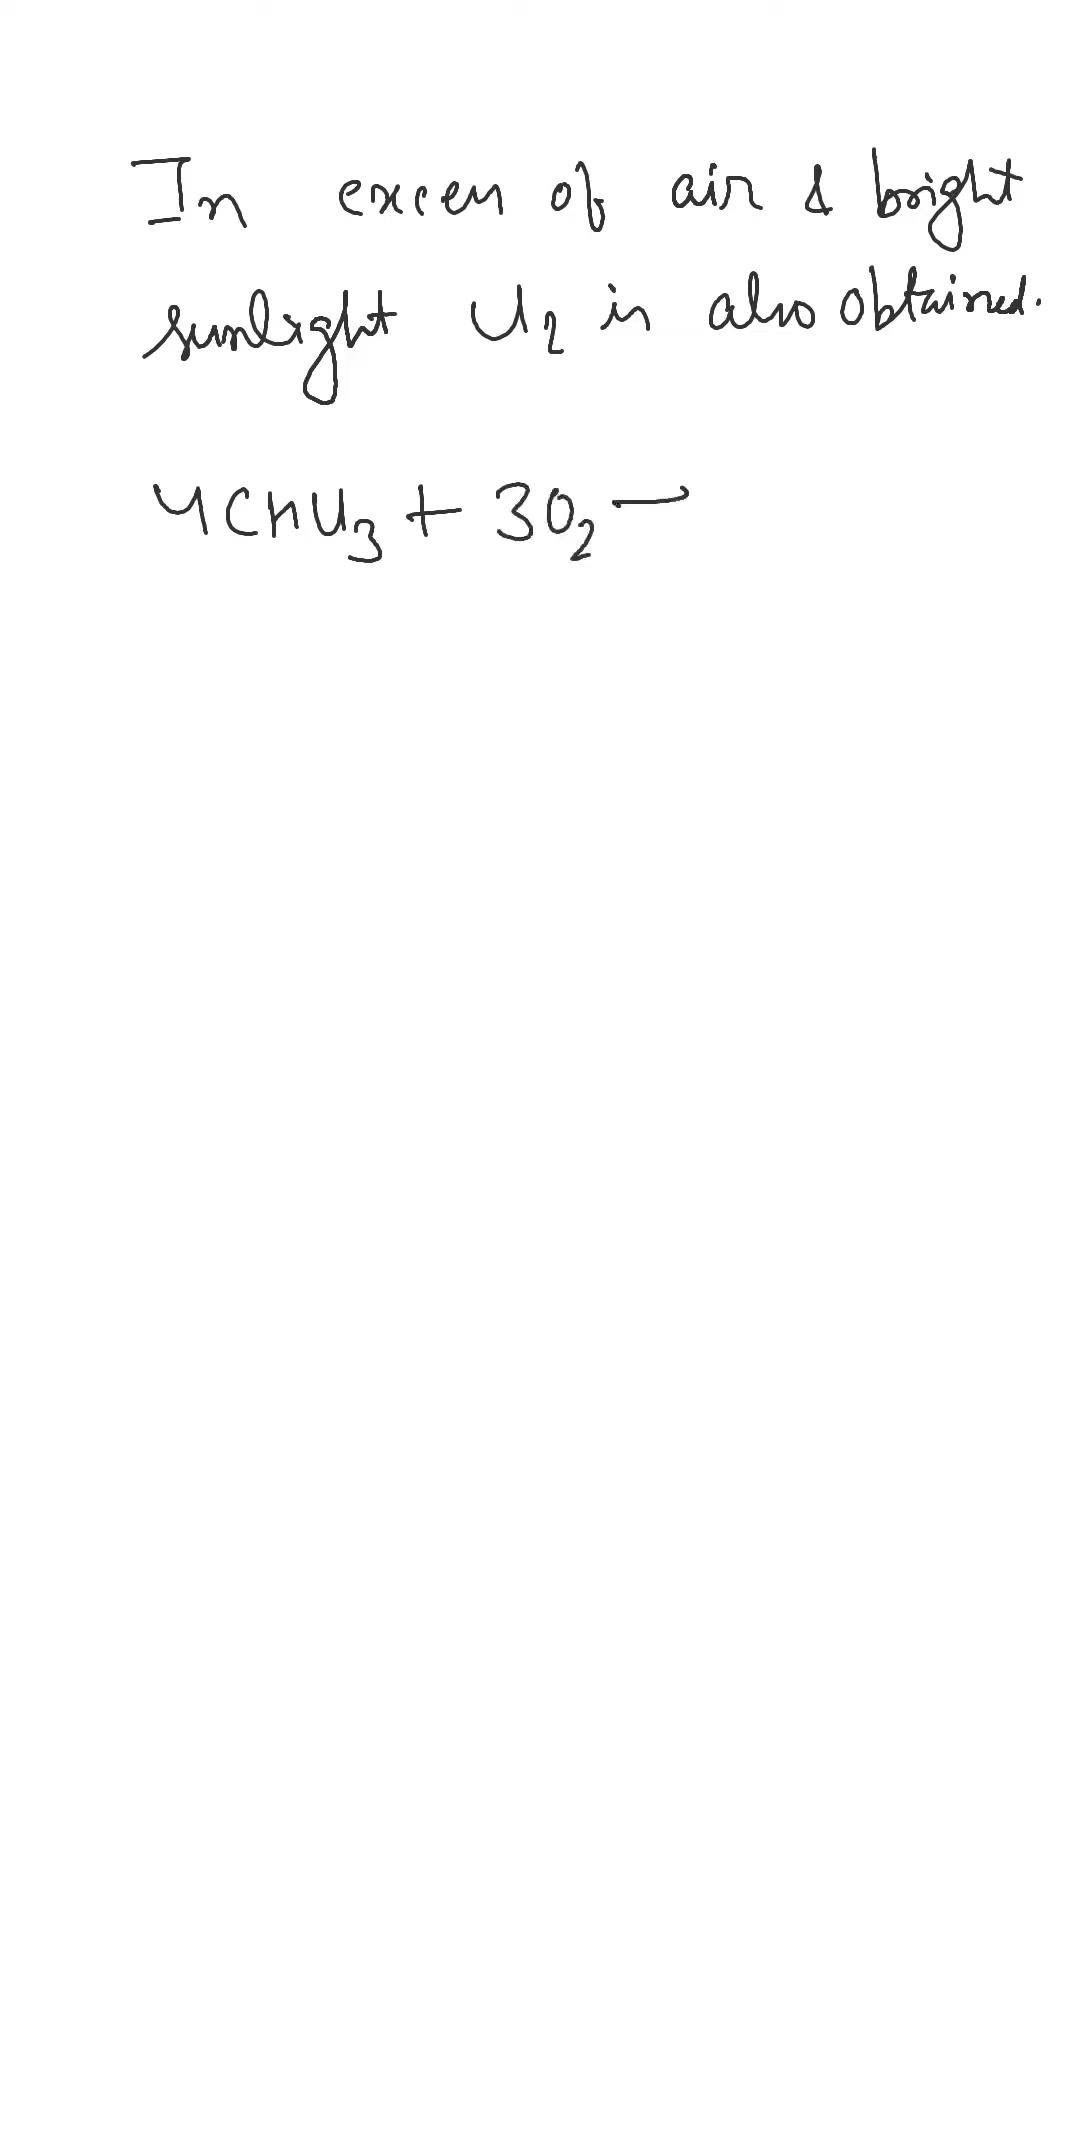 In excess of air & bright
sunlight Cl₂ is also obtained.
4CHCl₃ + 3O₂ →